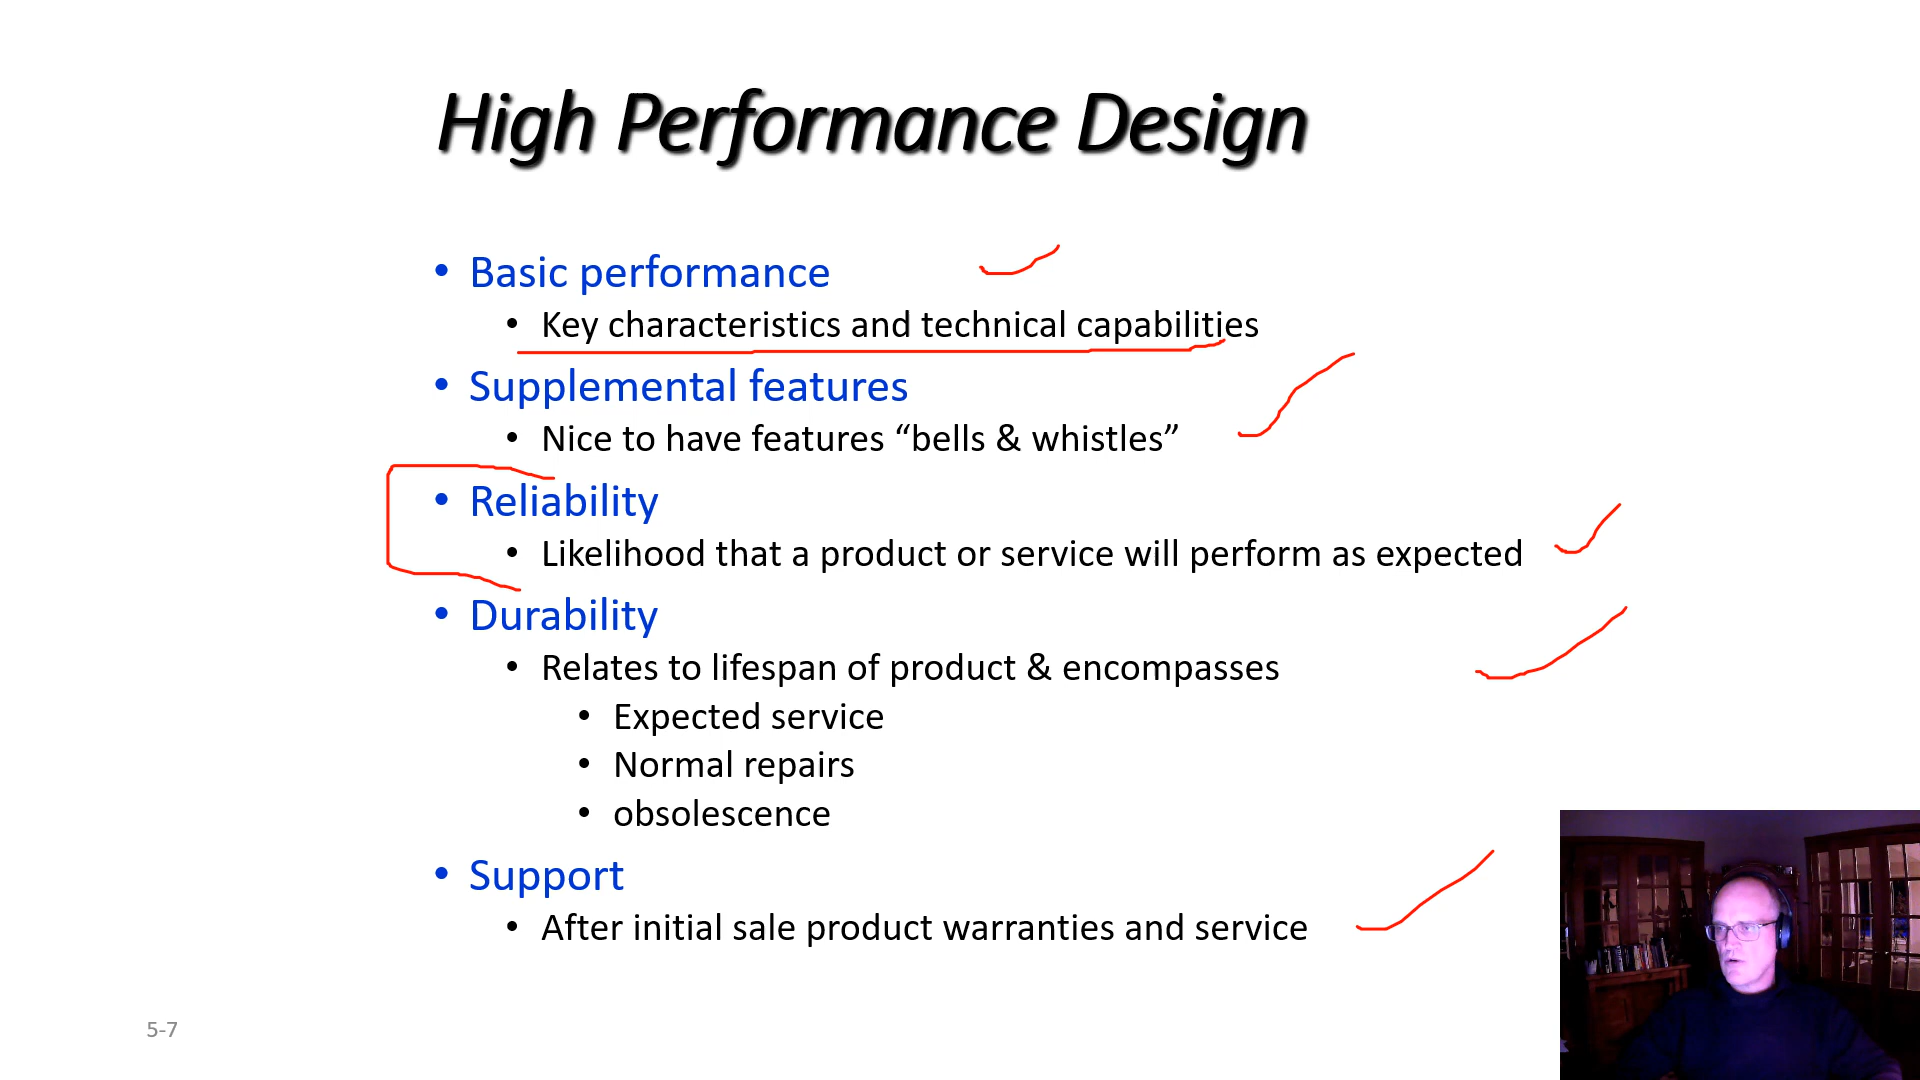 High Performance Design
• Basic performance
• Key characteristics and technical capabilities
• Supplemental features
• Nice to have features “bells & whistles”
• Reliability
• Likelihood that a product or service will perform as expected
• Durability
• Relates to lifespan of product & encompasses
• Expected service
• Normal repairs
• obsolescence
• Support
• After initial sale product warranties and service
5-7